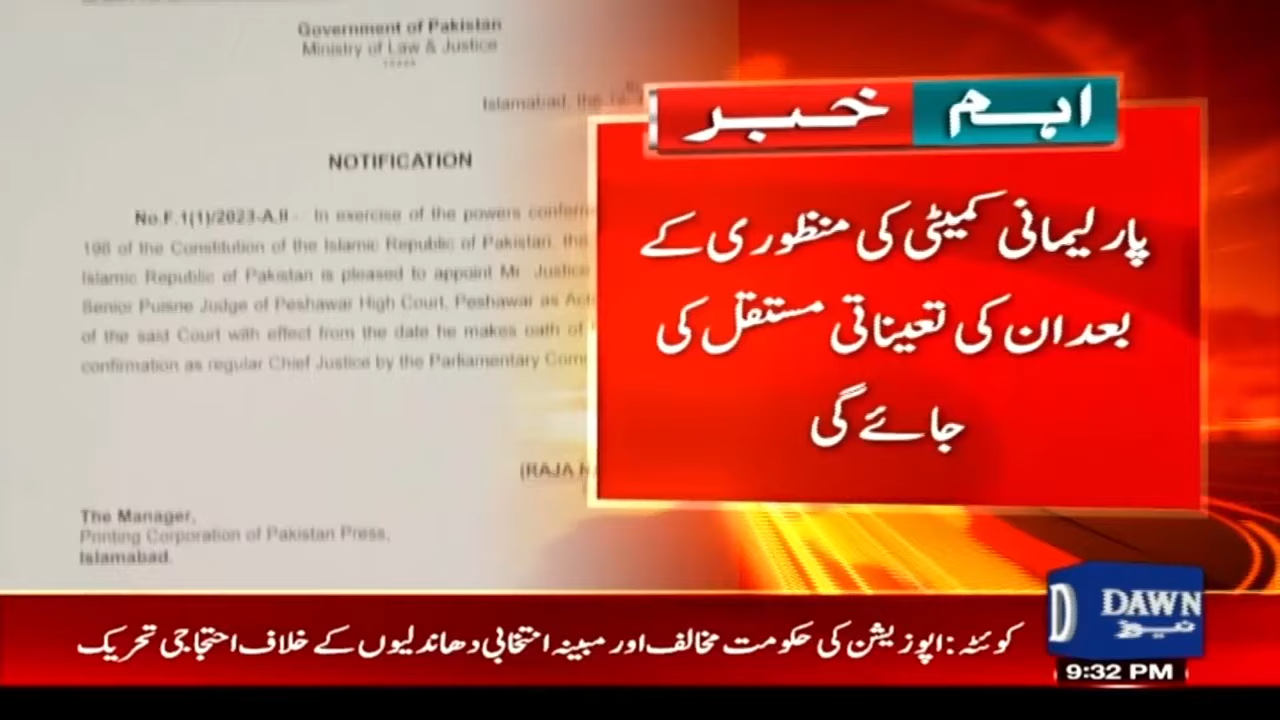 Government of Pakistan
Ministry of Law & Justice
*****
Islamabad, the
NOTIFICATION
No.F.1(1)/2023-A.II - In exercise of the powers
196 of the Constitution of the Islamic Republic of Pakistan, the
Islamic Republic of Pakistan is pleased to appoint Mr. Justice
Senior Puisne Judge of Peshawar High Court, Peshawar as
of the said Court with effect from the date he makes oath of
confirmation as regular Chief Justice by the Parliamentary
(RAJA
The Manager,
Printing Corporation of Pakistan Press,
Islamabad.
اہم خبر
پارلیمانی کمیٹی کی منظوری کے
بعد ان کی تعیناتی مستقل کی
جائے گی
کوئٹہ: اپوزیشن کی حکومت مخالف اور مبینہ انتخابی دھاندلیوں کے خلاف احتجاجی تحریک
D DAWN
نیوز
9:32 PM